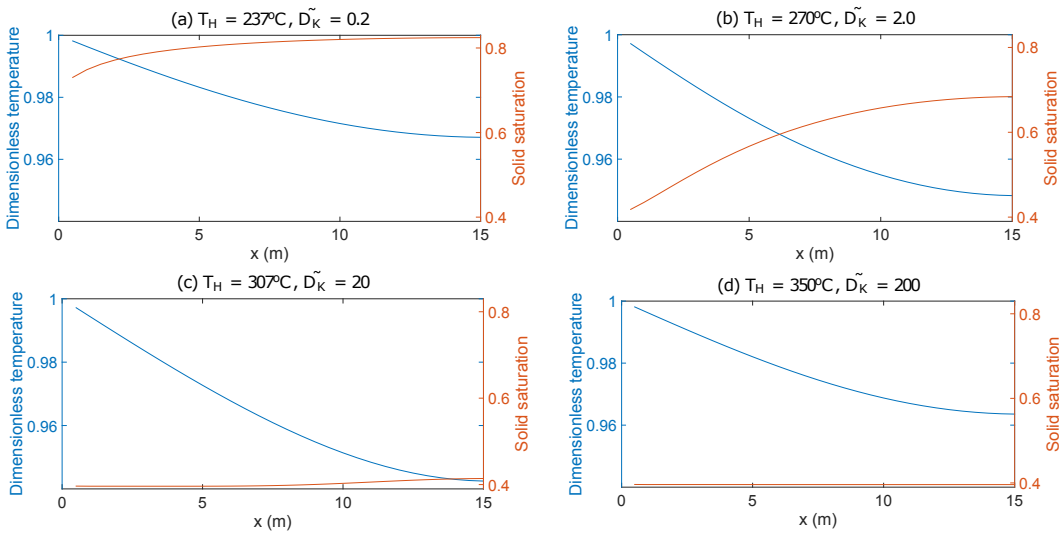 (a) T_H = 237ºC, D̃_K = 0.2
Dimensionless temperature
1
0.98
0.96
0.8
0.6
0.4
Solid saturation
0 5 10 15
x (m)
(b) T_H = 270ºC, D̃_K = 2.0
Dimensionless temperature
1
0.98
0.96
0.8
0.6
0.4
Solid saturation
0 5 10 15
x (m)
(c) T_H = 307ºC, D̃_K = 20
Dimensionless temperature
1
0.98
0.96
0.8
0.6
0.4
Solid saturation
0 5 10 15
x (m)
(d) T_H = 350ºC, D̃_K = 200
Dimensionless temperature
1
0.98
0.96
0.8
0.6
0.4
Solid saturation
0 5 10 15
x (m)